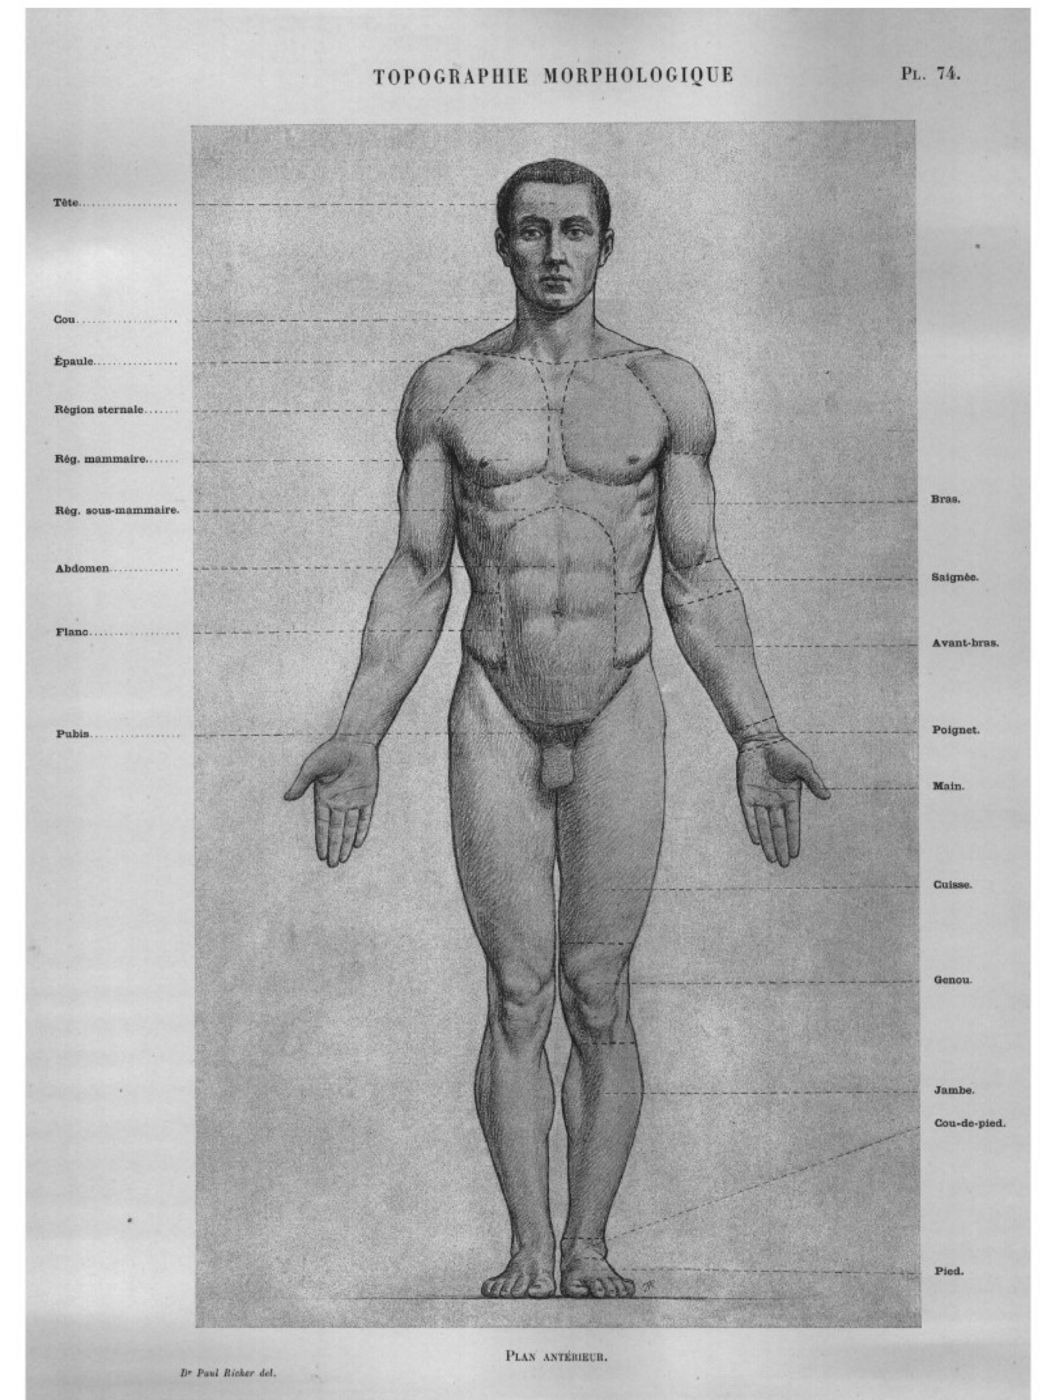 TOPOGRAPHIE MORPHOLOGIQUE
PL. 74.
Tête
Cou
Épaule
Région sternale
Rég. mammaire
Rég. sous-mammaire.
Abdomen
Flanc
Pubis
Bras.
Saignée.
Avant-bras.
Poignet.
Main.
Cuisse.
Genou.
Jambe.
Cou-de-pied.
Pied.
PLAN ANTÉRIEUR.
Dr Paul Richer del.